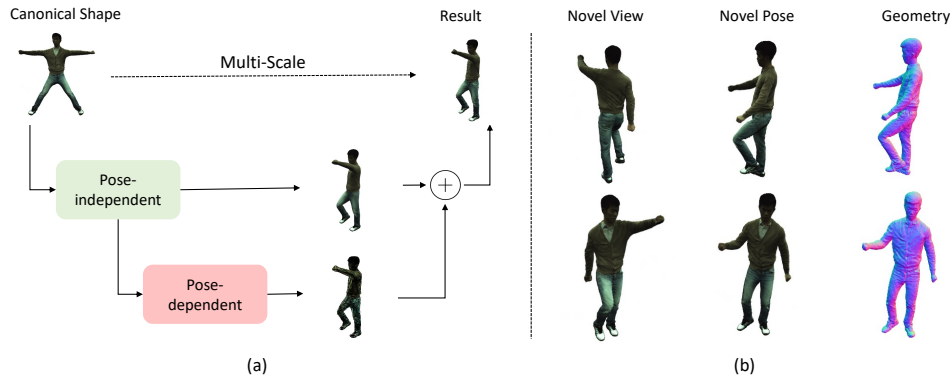 Canonical Shape
Result
Multi-Scale
Pose-
independent
Pose-
dependent
(a)
Novel View
Novel Pose
Geometry
(b)